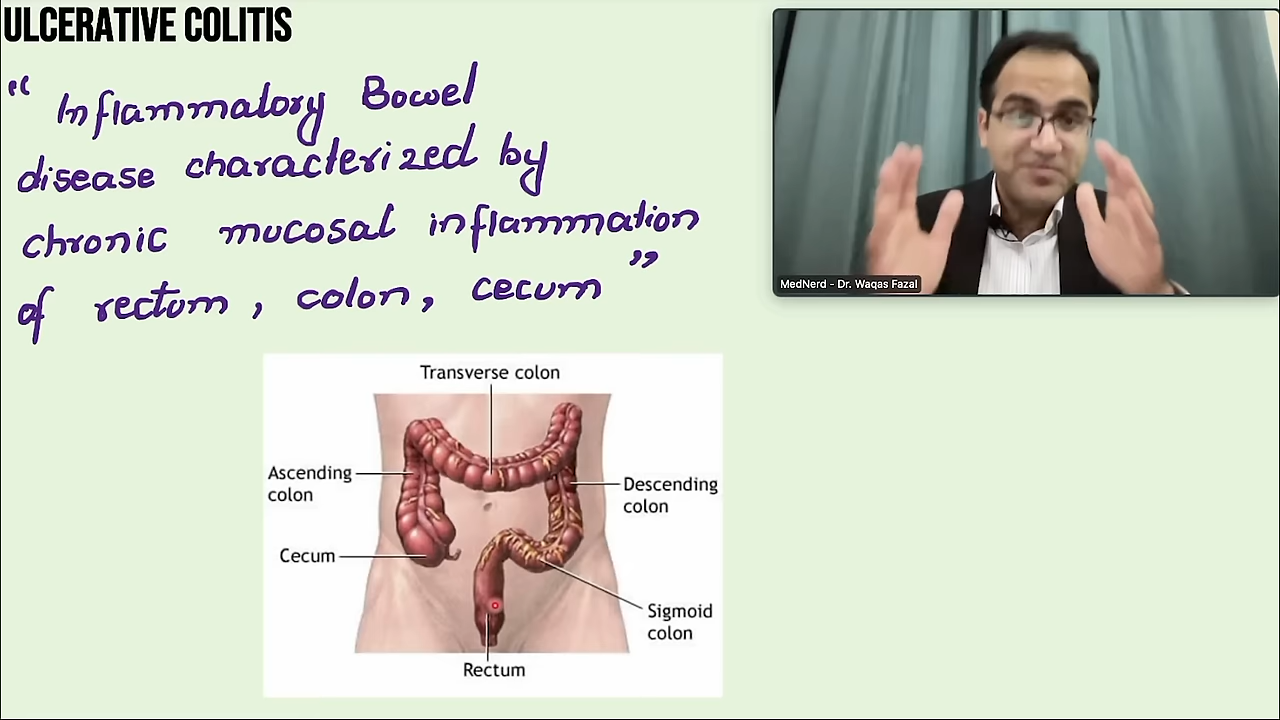 ULCERATIVE COLITIS
“ Inflammatory Bowel
disease characterized by
chronic mucosal inflammation
of rectum, colon, cecum ”
MedNerd - Dr. Waqas Fazal
Transverse colon
Ascending
colon
Descending
colon
Cecum
Sigmoid
colon
Rectum